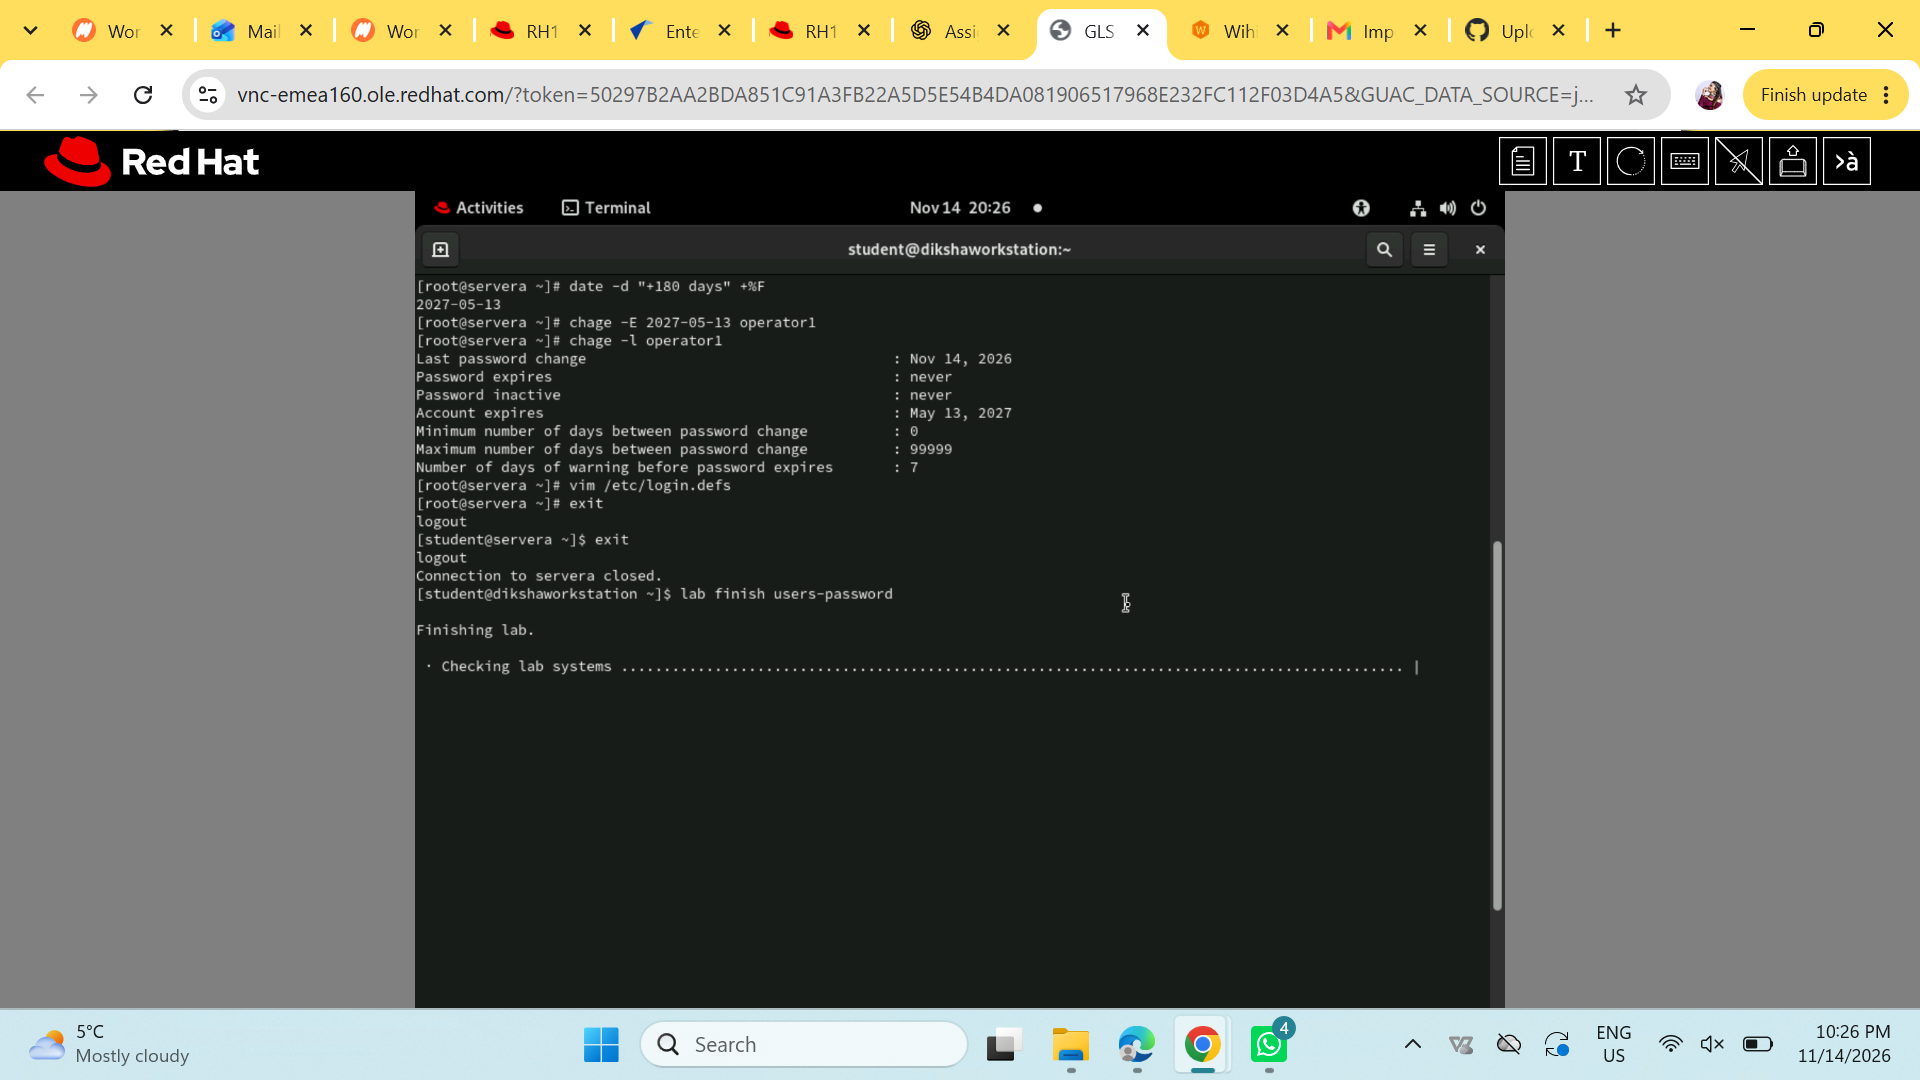 Wor
Mail
Wor
RH1
Ente
RH1
Assi
GLS
Wih
Imp
Uplo
vnc-emea160.ole.redhat.com/?token=50297B2AA2BDA851C91A3FB22A5D5E54B4DA081906517968E232FC112F03D4A5&GUAC_DATA_SOURCE=j...
Finish update
Red Hat
T
>à
Activities
Terminal
Nov 14 20:26
student@dikshaworkstation:~
[root@servera ~]# date -d "+180 days" +%F
2027-05-13
[root@servera ~]# chage -E 2027-05-13 operator1
[root@servera ~]# chage -l operator1
Last password change : Nov 14, 2026
Password expires : never
Password inactive : never
Account expires : May 13, 2027
Minimum number of days between password change : 0
Maximum number of days between password change : 99999
Number of days of warning before password expires : 7
[root@servera ~]# vim /etc/login.defs
[root@servera ~]# exit
logout
[student@servera ~]$ exit
logout
Connection to servera closed.
[student@dikshaworkstation ~]$ lab finish users-password
Finishing lab.
· Checking lab systems ............................................................................................ |
5°C
Mostly cloudy
Search
4
ENG
US
10:26 PM
11/14/2026